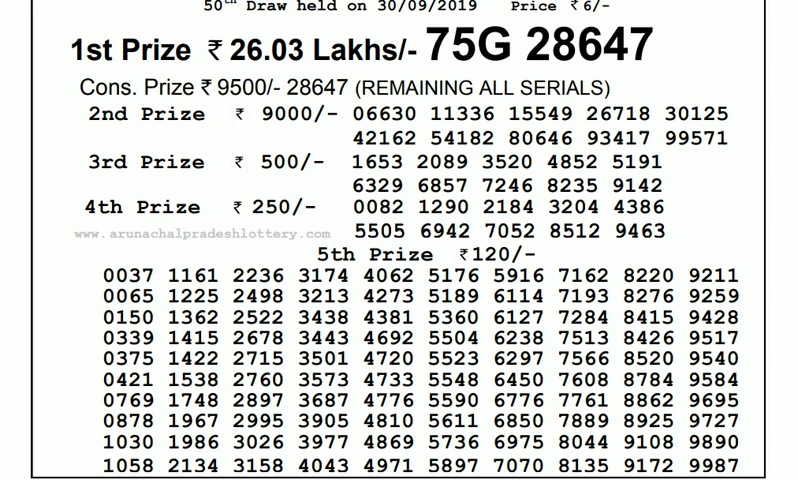 50th Draw held on 30/09/2019 Price ₹ 6/-
1st Prize ₹ 26.03 Lakhs/- 75G 28647
Cons. Prize ₹ 9500/- 28647 (REMAINING ALL SERIALS)
2nd Prize ₹ 9000/- 06630 11336 15549 26718 30125
42162 54182 80646 93417 99571
3rd Prize ₹ 500/- 1653 2089 3520 4852 5191
6329 6857 7246 8235 9142
4th Prize ₹ 250/- 0082 1290 2184 3204 4386
www.arunachalpradeshlottery.com 5505 6942 7052 8512 9463
5th Prize ₹120/-
0037 1161 2236 3174 4062 5176 5916 7162 8220 9211
0065 1225 2498 3213 4273 5189 6114 7193 8276 9259
0150 1362 2522 3438 4381 5360 6127 7284 8415 9428
0339 1415 2678 3443 4692 5504 6238 7513 8426 9517
0375 1422 2715 3501 4720 5523 6297 7566 8520 9540
0421 1538 2760 3573 4733 5548 6450 7608 8784 9584
0769 1748 2897 3687 4776 5590 6776 7761 8862 9695
0878 1967 2995 3905 4810 5611 6850 7889 8925 9727
1030 1986 3026 3977 4869 5736 6975 8044 9108 9890
1058 2134 3158 4043 4971 5897 7070 8135 9172 9987